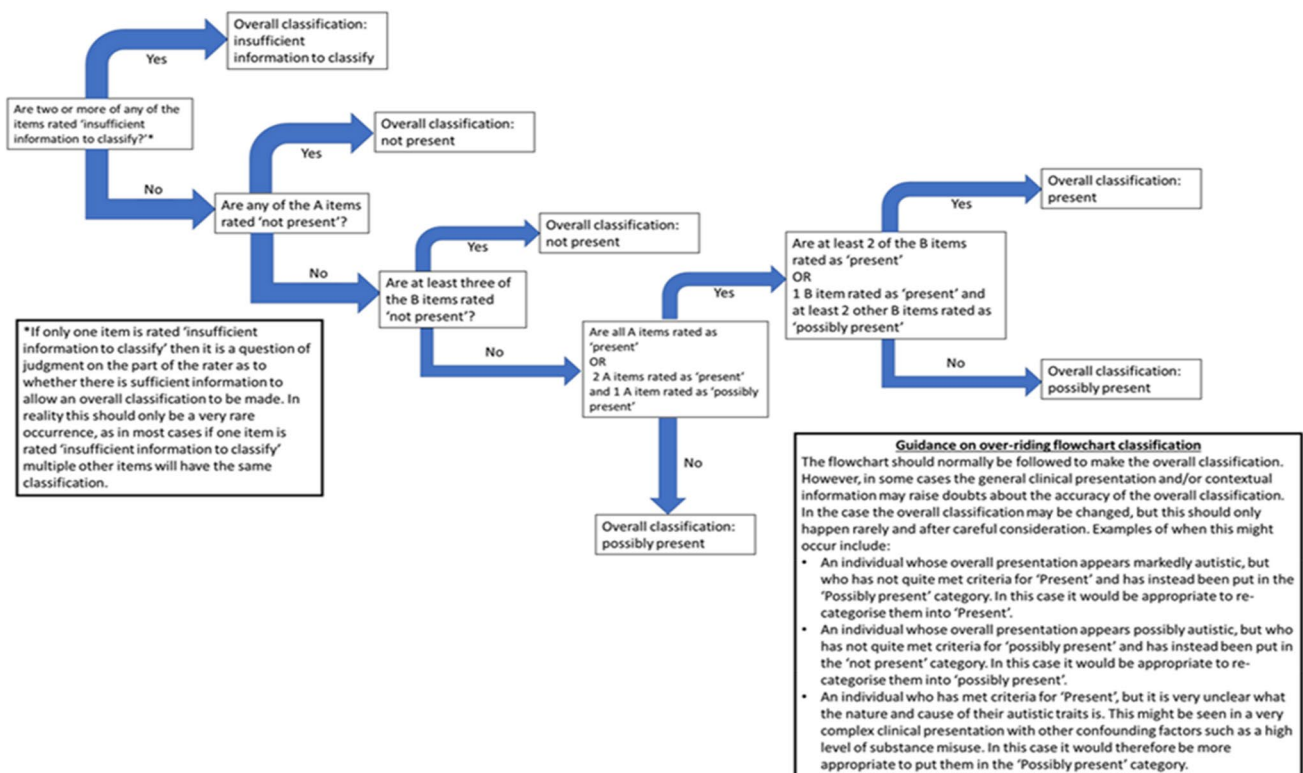 Overall classification:
insufficient
information to classify
Yes
Are two or more of any of the
items rated ‘insufficient
information to classify?’*
No
Overall classification:
not present
Yes
Are any of the A items
rated ‘not present’?
No
Overall classification:
not present
Yes
Are at least three of
the B items rated
‘not present’?
No
Are all A items rated as
‘present’
OR
2 A items rated as ‘present’
and 1 A item rated as ‘possibly
present’
Yes
No
Overall classification:
possibly present
Are at least 2 of the B items
rated as ‘present’
OR
1 B item rated as ‘present’ and
at least 2 other B items rated as
‘possibly present’
Yes
Overall classification:
present
No
Overall classification:
possibly present
*If only one item is rated ‘insufficient
information to classify’ then it is a question of
judgment on the part of the rater as to
whether there is sufficient information to
allow an overall classification to be made. In
reality this should only be a very rare
occurrence, as in most cases if one item is
rated ‘insufficient information to classify’
multiple other items will have the same
classification.
Guidance on over-riding flowchart classification
The flowchart should normally be followed to make the overall classification.
However, in some cases the general clinical presentation and/or contextual
information may raise doubts about the accuracy of the overall classification.
In the case the overall classification may be changed, but this should only
happen rarely and after careful consideration. Examples of when this might
occur include:
• An individual whose overall presentation appears markedly autistic, but
who has not quite met criteria for ‘Present’ and has instead been put in the
‘Possibly present’ category. In this case it would be appropriate to re-
categorise them into ‘Present’.
• An individual whose overall presentation appears possibly autistic, but who
has not quite met criteria for ‘possibly present’ and has instead been put in
the ‘not present’ category. In this case it would be appropriate to re-
categorise them into ‘possibly present’.
• An individual who has met criteria for ‘Present’, but it is very unclear what
the nature and cause of their autistic traits is. This might be seen in a very
complex clinical presentation with other confounding factors such as a high
level of substance misuse. In this case it would therefore be more
appropriate to put them in the ‘Possibly present’ category.